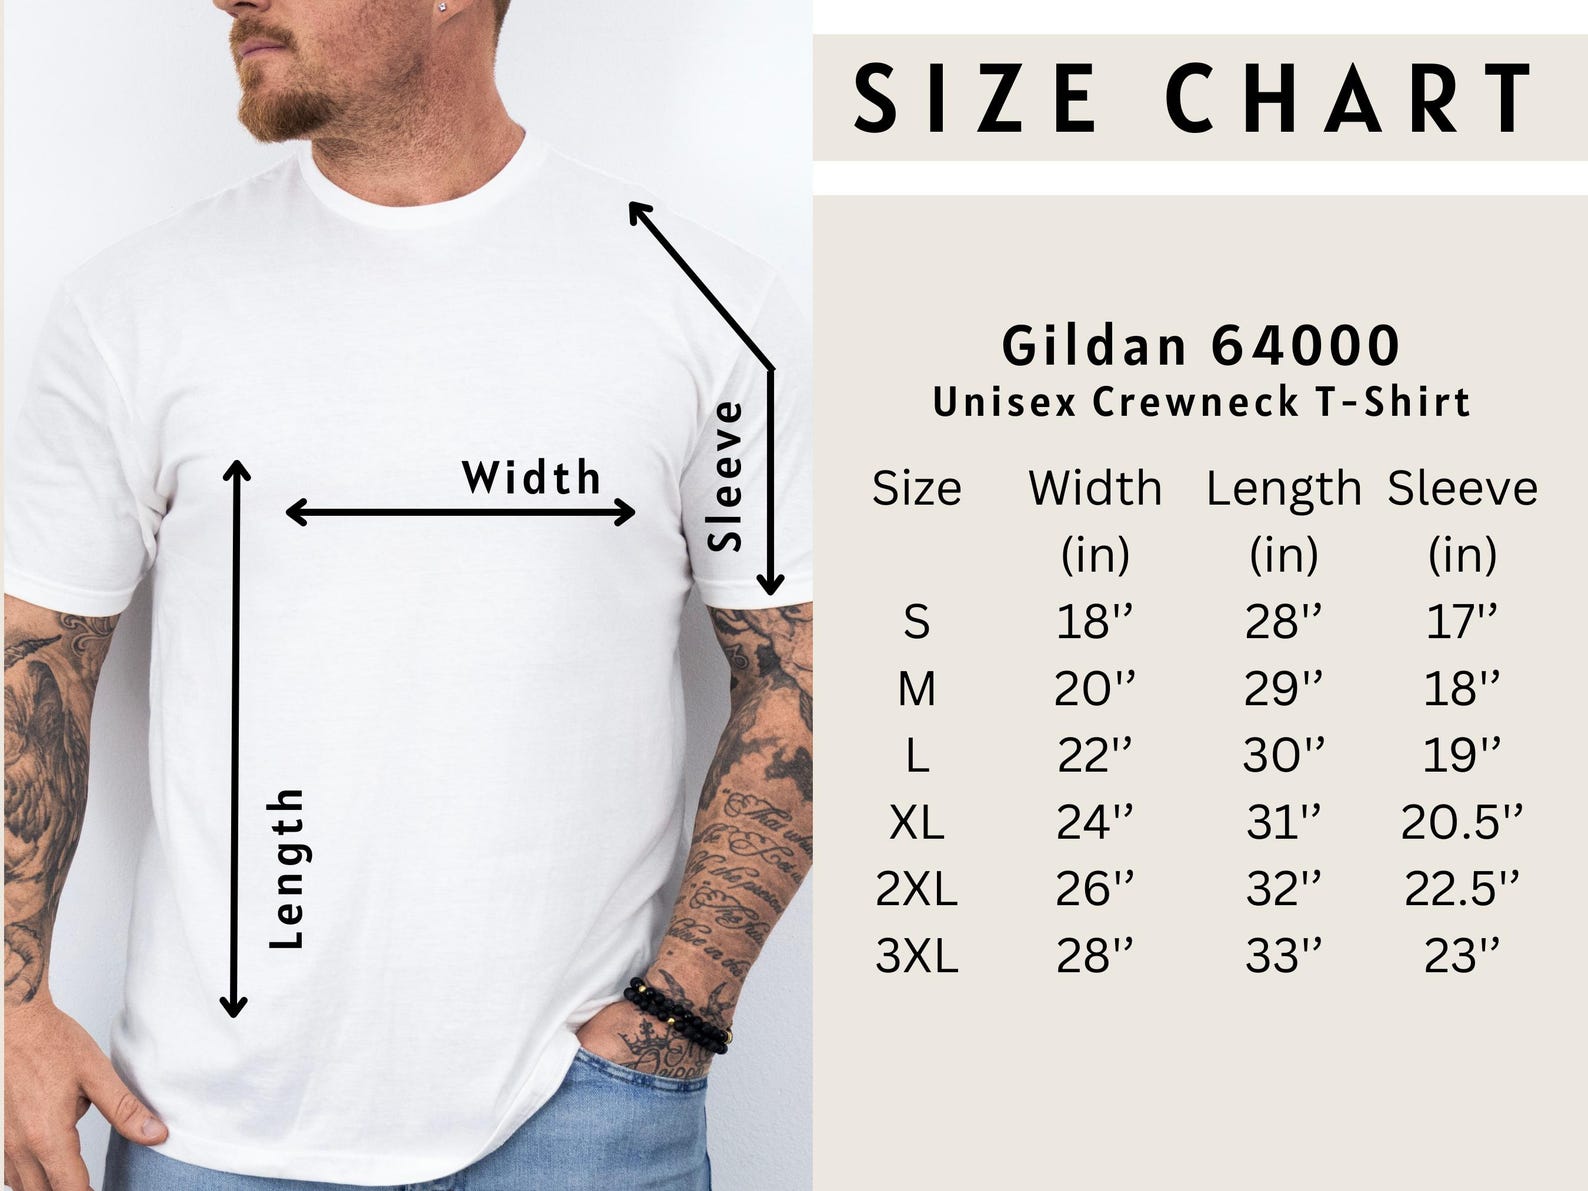 SIZE CHART
Gildan 64000
Unisex Crewneck T-Shirt
Size Width Length Sleeve
(in) (in) (in)
S 18'’ 28'’ 17'’
M 20'’ 29'’ 18'’
L 22'’ 30'’ 19'’
XL 24'’ 31'’ 20.5'’
2XL 26'’ 32'’ 22.5'’
3XL 28'’ 33'’ 23'’
Width
Sleeve
Length